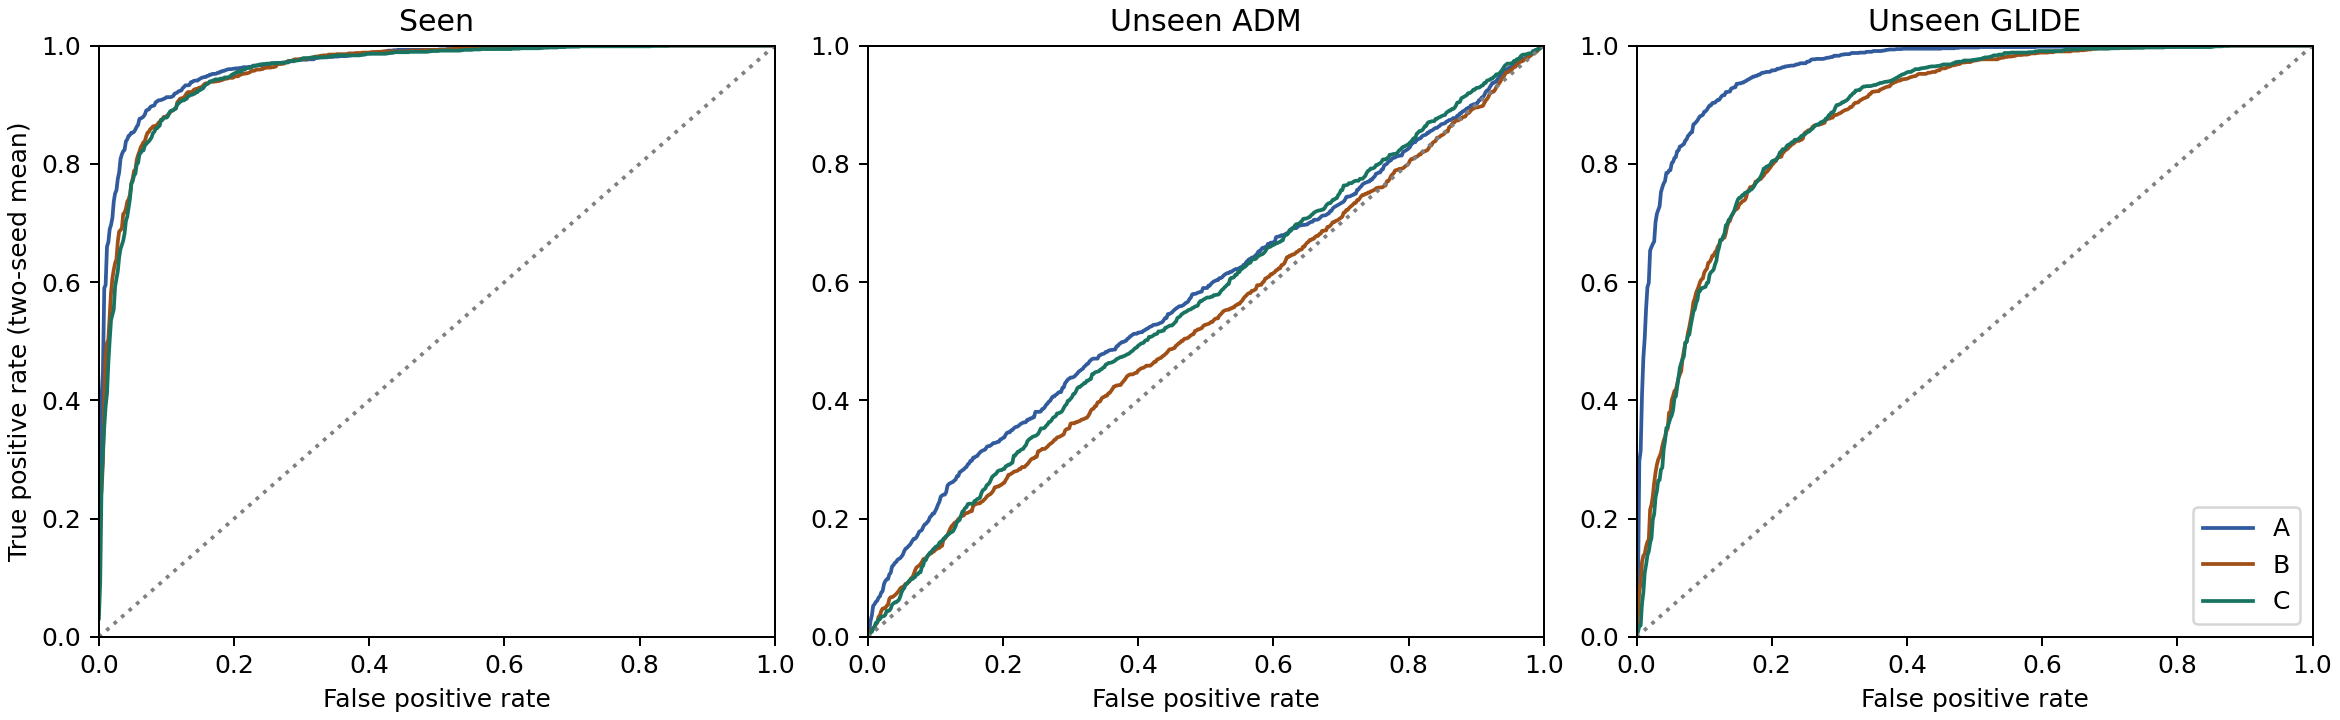 Seen
Unseen ADM
Unseen GLIDE
True positive rate (two-seed mean)
1.0
0.8
0.6
0.4
0.2
0.0
0.0 0.2 0.4 0.6 0.8 1.0
False positive rate
1.0
0.8
0.6
0.4
0.2
0.0
0.0 0.2 0.4 0.6 0.8 1.0
False positive rate
1.0
0.8
0.6
0.4
0.2
0.0
0.0 0.2 0.4 0.6 0.8 1.0
False positive rate
A
B
C